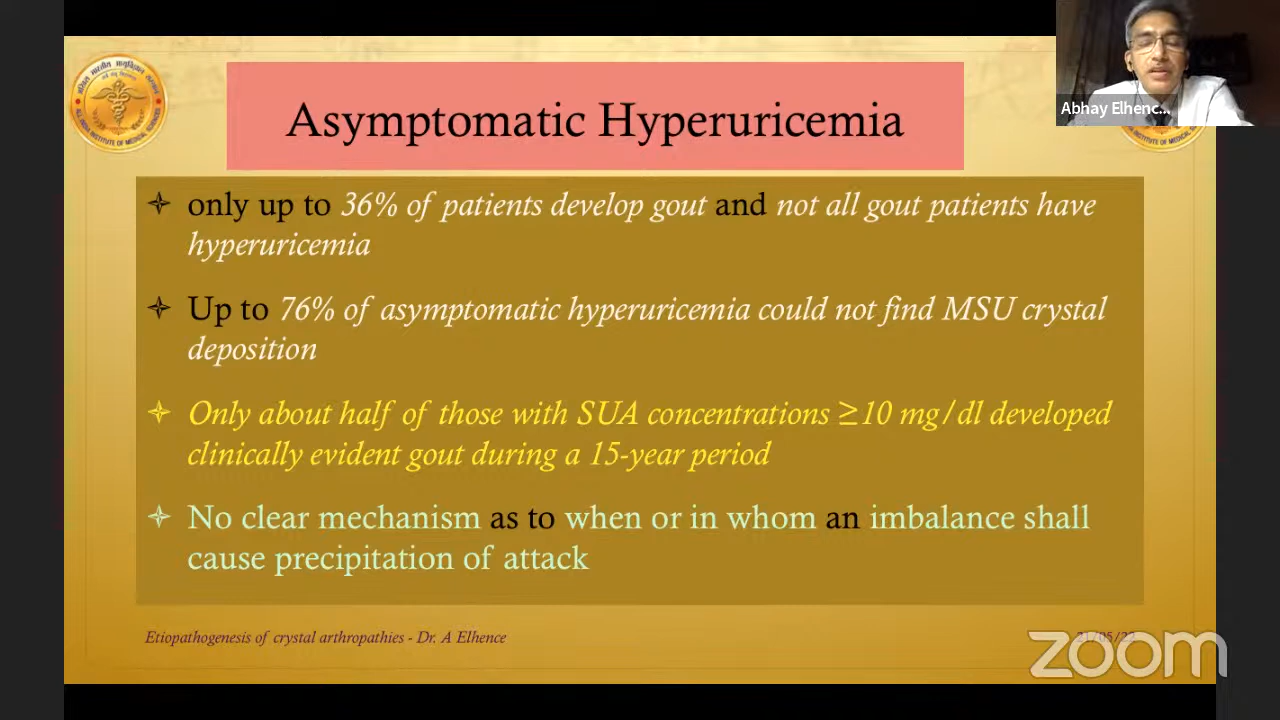 Asymptomatic Hyperuricemia
Abhay Elhenc...
only up to 36% of patients develop gout and not all gout patients have
hyperuricemia
Up to 76% of asymptomatic hyperuricemia could not find MSU crystal
deposition
Only about half of those with SUA concentrations ≥10 mg/dl developed
clinically evident gout during a 15-year period
No clear mechanism as to when or in whom an imbalance shall
cause precipitation of attack
Etiopathogenesis of crystal arthropathies - Dr. A Elhence
zoom